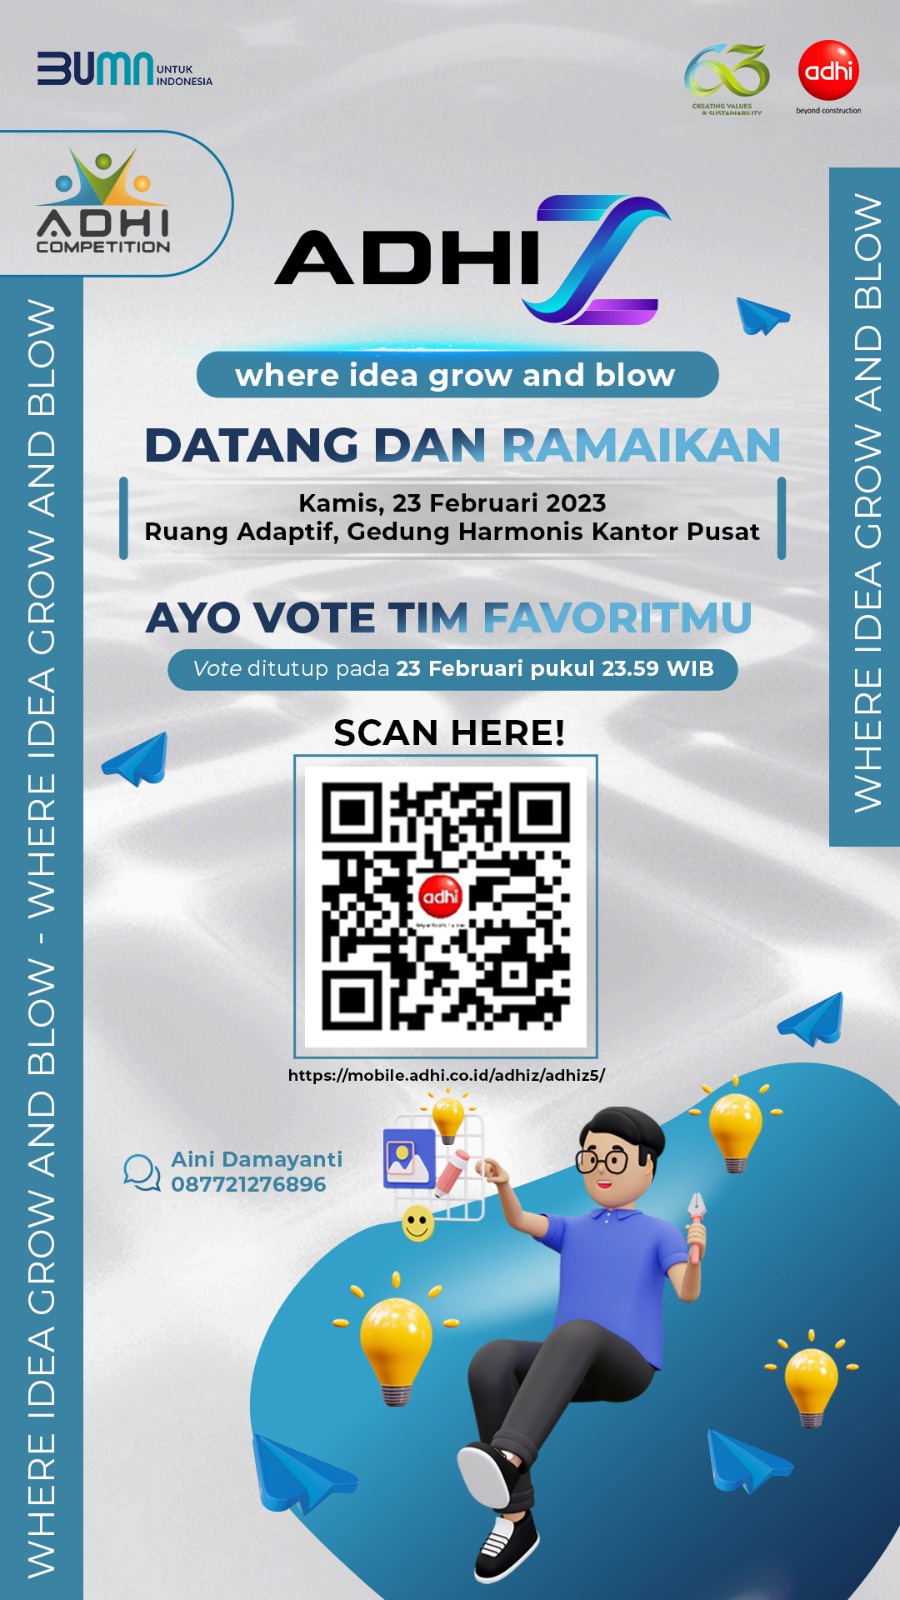 BUMN UNTUK
INDONESIA
63
CREATING VALUES
& SUSTAINABILITY
adhi
beyond construction
ADHI
COMPETITION
ADHI Z
where idea grow and blow
DATANG DAN RAMAIKAN
Kamis, 23 Februari 2023
Ruang Adaptif, Gedung Harmonis Kantor Pusat
AYO VOTE TIM FAVORITMU
Vote ditutup pada 23 Februari pukul 23.59 WIB
SCAN HERE!
adhi
https://mobile.adhi.co.id/adhiz/adhiz5/
Aini Damayanti
087721276896
WHERE IDEA GROW AND BLOW - WHERE IDEA GROW AND BLOW
WHERE IDEA GROW AND BLOW